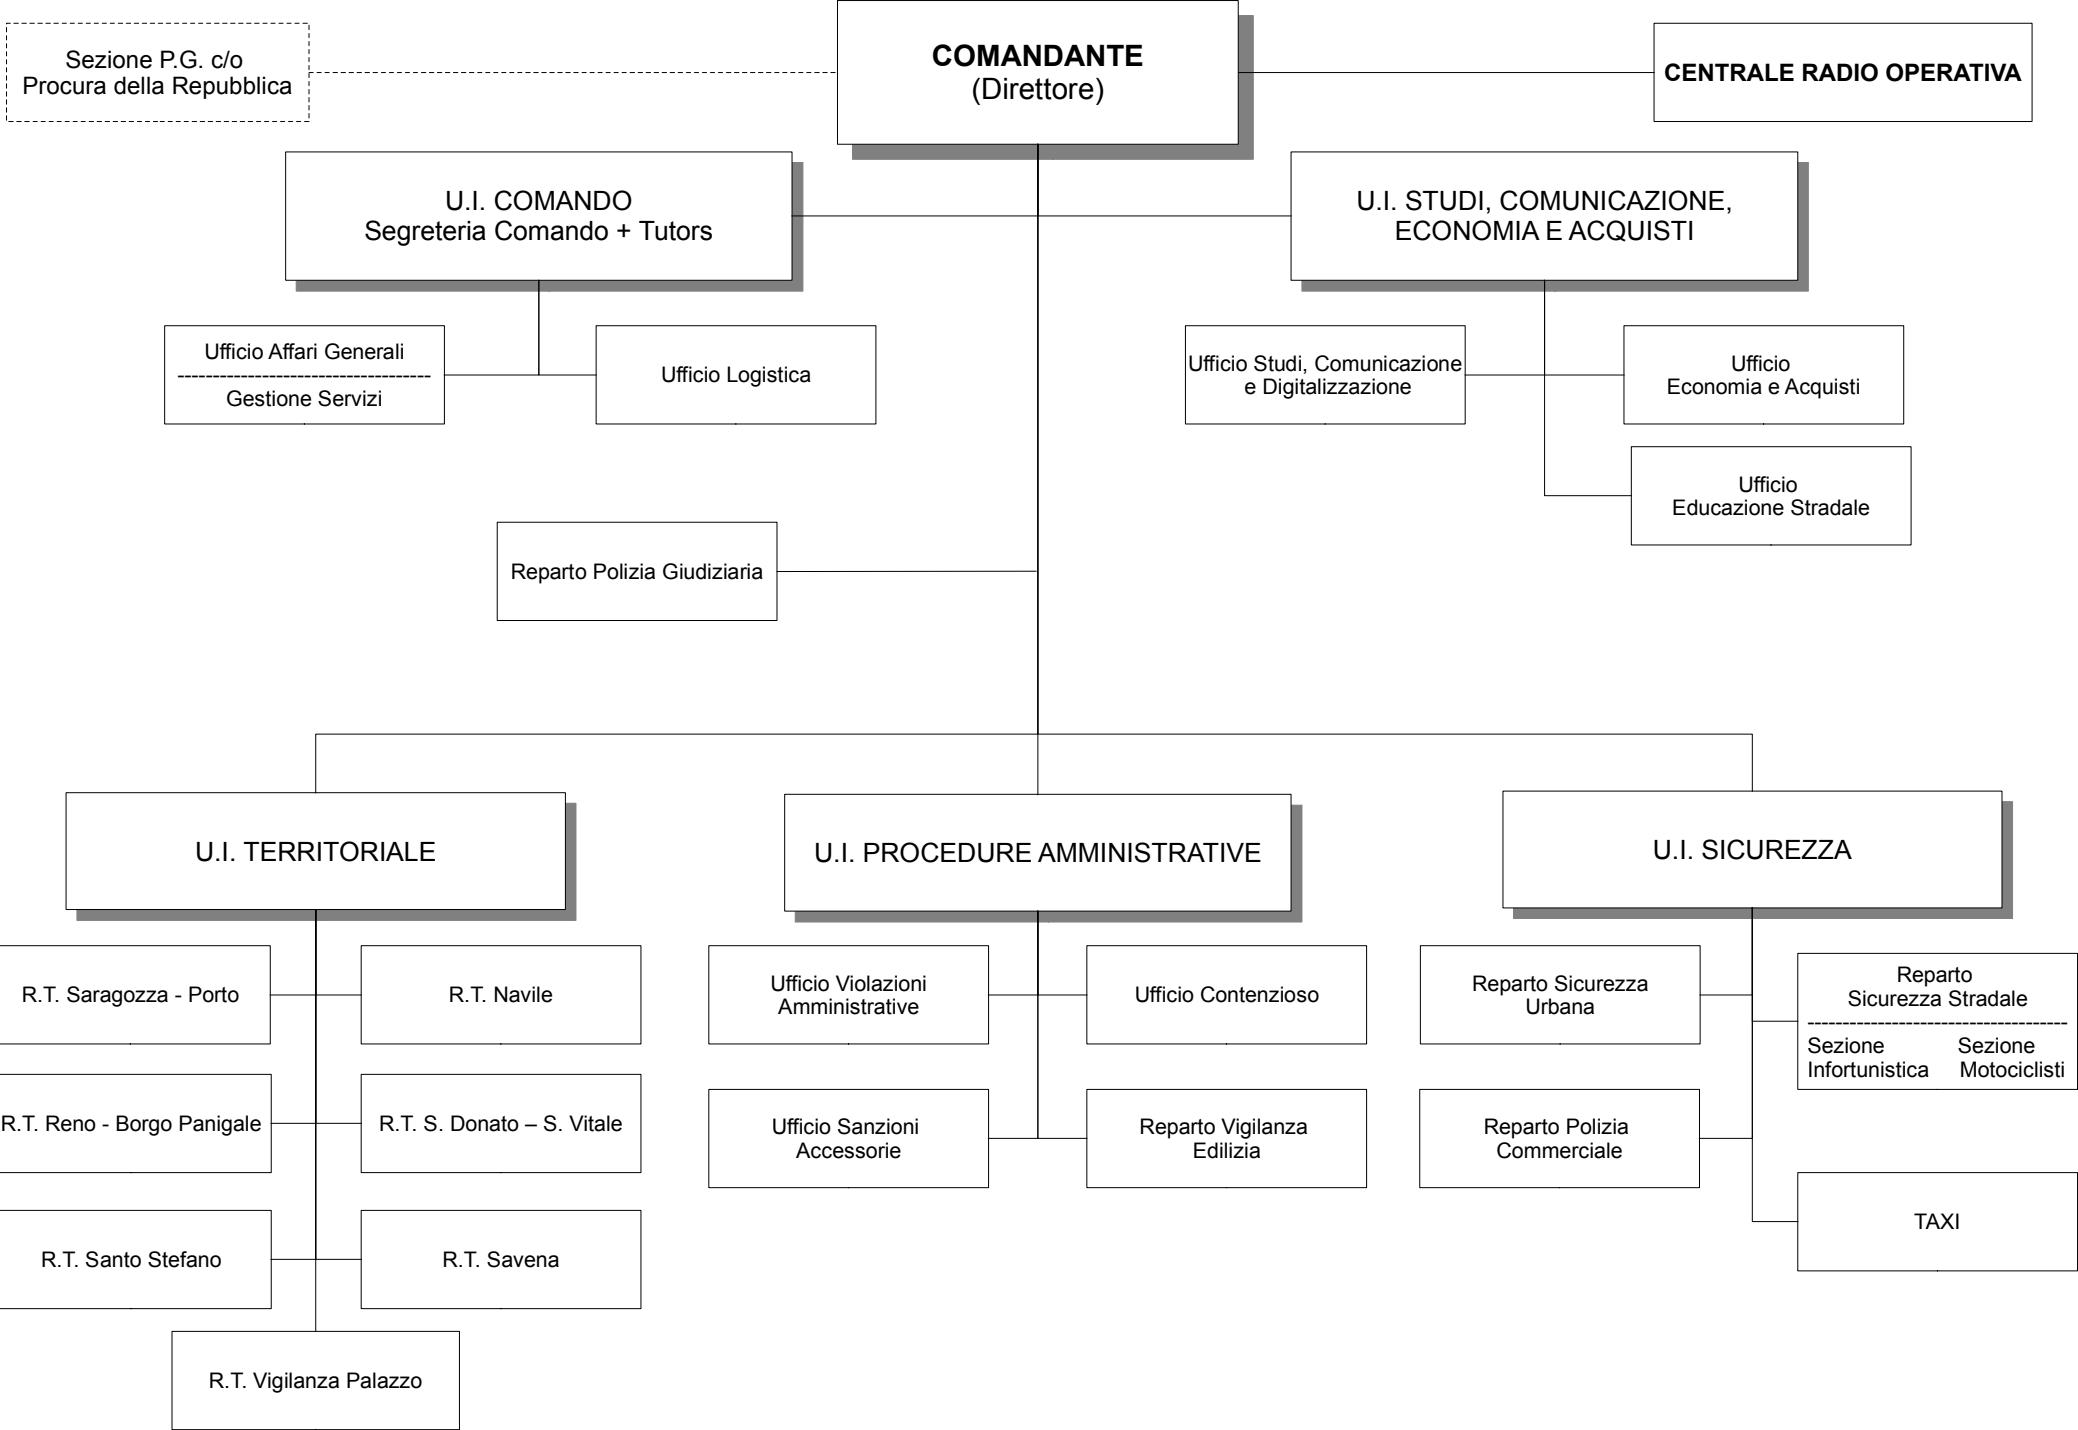 Sezione P.G. c/o
Procura della Repubblica
COMANDANTE
(Direttore)
CENTRALE RADIO OPERATIVA
U.I. COMANDO
Segreteria Comando + Tutors
U.I. STUDI, COMUNICAZIONE,
ECONOMIA E ACQUISTI
Ufficio Affari Generali
------------------------------------
Gestione Servizi
Ufficio Logistica
Ufficio Studi, Comunicazione
e Digitalizzazione
Ufficio
Economia e Acquisti
Ufficio
Educazione Stradale
Reparto Polizia Giudiziaria
U.I. TERRITORIALE
U.I. PROCEDURE AMMINISTRATIVE
U.I. SICUREZZA
R.T. Saragozza - Porto
R.T. Navile
R.T. Reno - Borgo Panigale
R.T. S. Donato – S. Vitale
R.T. Santo Stefano
R.T. Savena
R.T. Vigilanza Palazzo
Ufficio Violazioni
Amministrative
Ufficio Contenzioso
Ufficio Sanzioni
Accessorie
Reparto Vigilanza
Edilizia
Reparto Sicurezza
Urbana
Reparto
Sicurezza Stradale
-------------------------------------
Sezione Sezione
Infortunistica Motociclisti
Reparto Polizia
Commerciale
TAXI